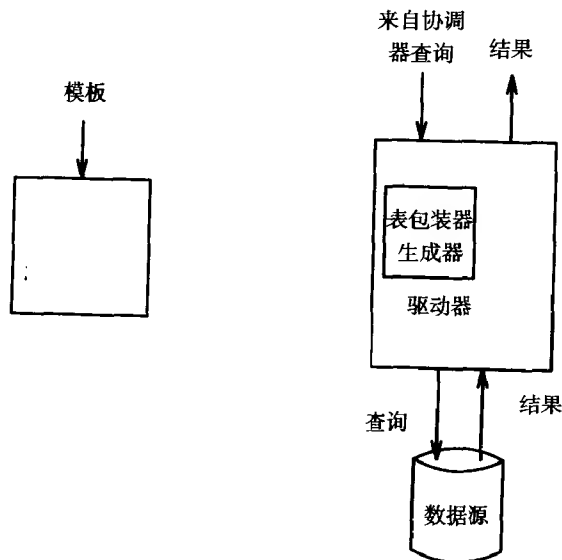 模板
来自协调
器查询
结果
表包装器
生成器
驱动器
查询
结果
数据源